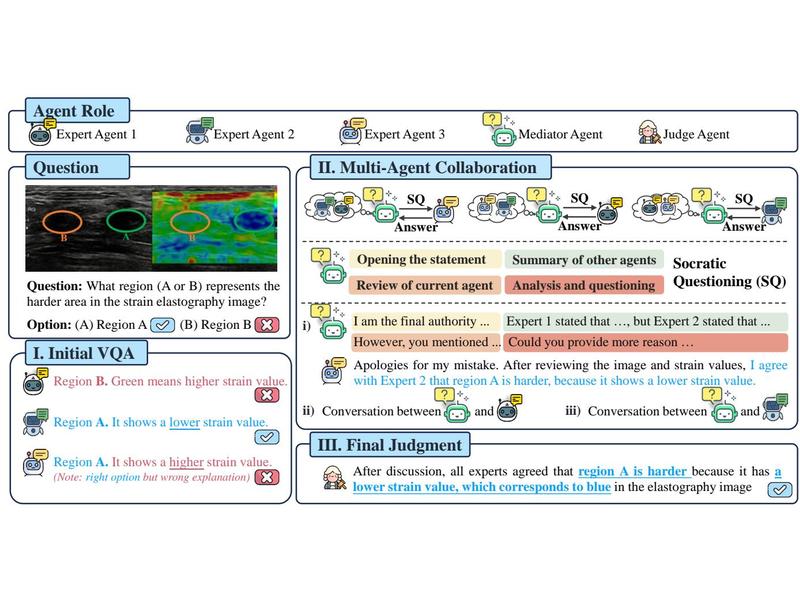 Agent Role
Expert Agent 1
Expert Agent 2
Expert Agent 3
Mediator Agent
Judge Agent
Question
B
A
B
Question: What region (A or B) represents the
harder area in the strain elastography image?
Option: (A) Region A (B) Region B
I. Initial VQA
Region B. Green means higher strain value.
Region A. It shows a lower strain value.
Region A. It shows a higher strain value.
(Note: right option but wrong explanation)
II. Multi-Agent Collaboration
? SQ
Answer
? SQ
Answer
? SQ
Answer
?
Opening the statement
Summary of other agents
Review of current agent
Analysis and questioning
Socratic
Questioning (SQ)
i) ?
I am the final authority ...
Expert 1 stated that …, but Expert 2 stated that ...
However, you mentioned ...
Could you provide more reason …
Apologies for my mistake. After reviewing the image and strain values, I agree
with Expert 2 that region A is harder, because it shows a lower strain value.
ii) Conversation between ? and
iii) Conversation between ? and
III. Final Judgment
After discussion, all experts agreed that region A is harder because it has a
lower strain value, which corresponds to blue in the elastography image